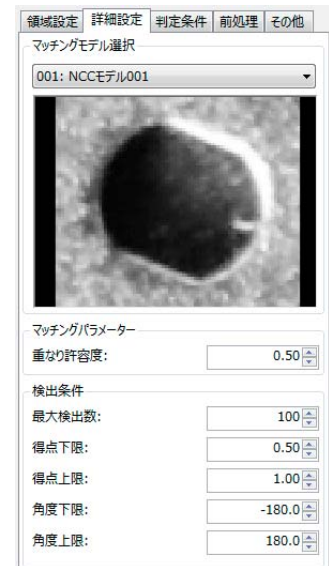 領域設定 詳細設定 判定条件 前処理 その他
マッチングモデル選択
001: NCCモデル001
マッチングパラメーター
重なり許容度: 0.50
検出条件
最大検出数: 100
得点下限: 0.50
得点上限: 1.00
角度下限: -180.0
角度上限: 180.0